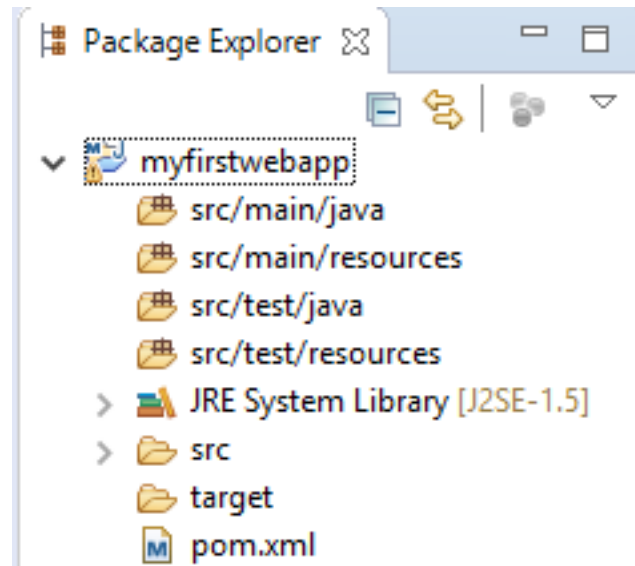 Package Explorer
myfirstwebapp
src/main/java
src/main/resources
src/test/java
src/test/resources
JRE System Library [J2SE-1.5]
src
target
pom.xml